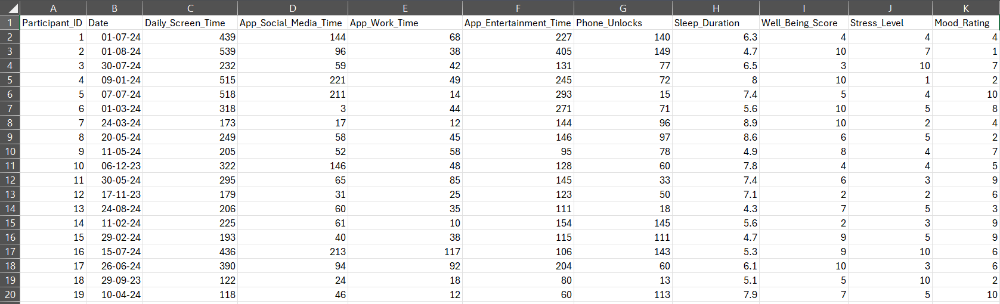 A B C D E F G H I J K
1 Participant_ID Date Daily_Screen_Time App_Social_Media_Time App_Work_Time App_Entertainment_Time Phone_Unlocks Sleep_Duration Well_Being_Score Stress_Level Mood_Rating
2 1 01-07-24 439 144 68 227 140 6.3 4 4 4
3 2 01-08-24 539 96 38 405 149 4.7 10 7 1
4 3 30-07-24 232 59 42 131 77 6.5 3 10 7
5 4 09-01-24 515 221 49 245 72 8 10 1 2
6 5 07-07-24 518 211 14 293 15 7.4 5 4 10
7 6 01-03-24 318 3 44 271 71 5.6 10 5 8
8 7 24-03-24 173 17 12 144 96 8.9 10 2 4
9 8 20-05-24 249 58 45 146 97 8.6 6 5 2
10 9 11-05-24 205 52 58 95 78 4.9 8 4 7
11 10 06-12-23 322 146 48 128 60 7.8 4 4 5
12 11 30-05-24 295 65 85 145 33 7.4 6 3 9
13 12 17-11-23 179 31 25 123 50 7.1 2 2 6
14 13 24-08-24 206 60 35 111 18 4.3 7 5 3
15 14 11-02-24 225 61 10 154 145 5.6 2 3 9
16 15 29-02-24 193 40 38 115 111 4.7 9 5 9
17 16 15-07-24 436 213 117 106 143 5.3 9 10 6
18 17 26-06-24 390 94 92 204 60 6.1 10 3 6
19 18 29-09-23 122 24 18 80 13 5.1 5 10 2
20 19 10-04-24 118 46 12 60 113 7.9 7 5 10